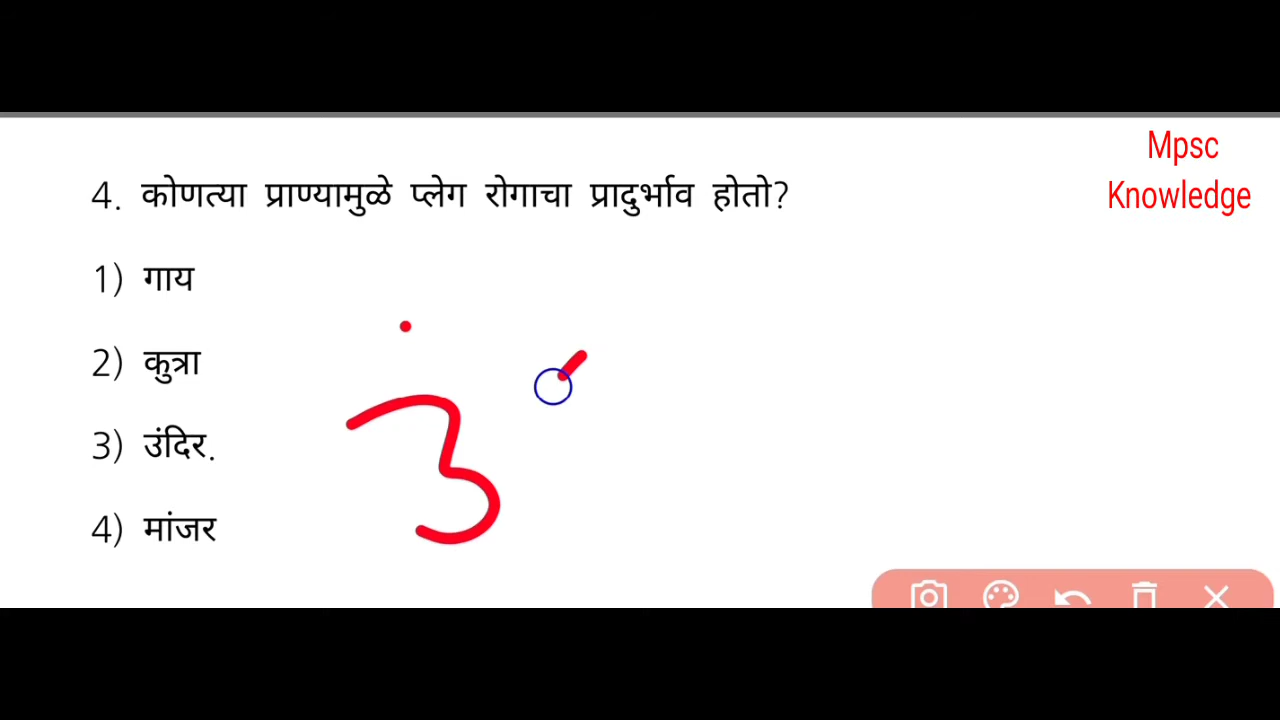 Mpsc
Knowledge
4. कोणत्या प्राण्यामुळे प्लेग रोगाचा प्रादुर्भाव होतो?
1) गाय
2) कुत्रा
3) उंदिर.
4) मांजर
3